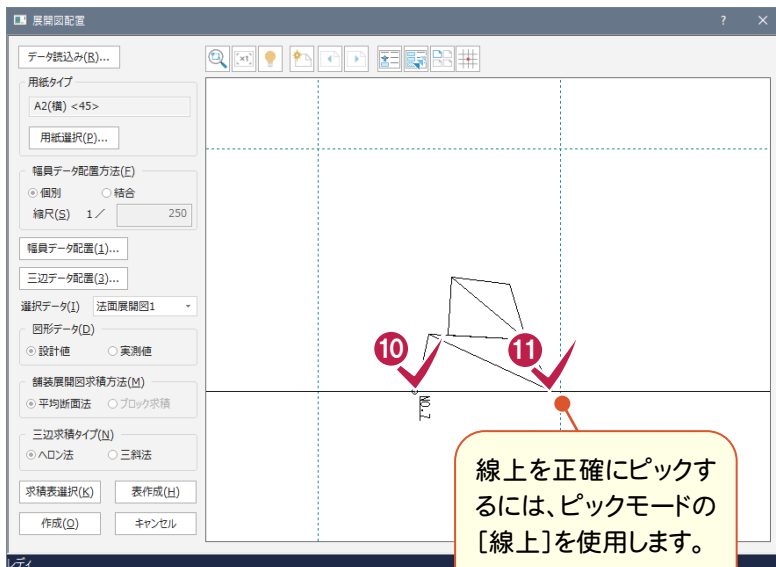 展開図配置
? ×
データ読込み(R)...
用紙タイプ
A2(横) <45>
用紙選択(P)...
幅員データ配置方法(F)
個別 結合
縮尺(S) 1/ 250
幅員データ配置(1)...
三辺データ配置(3)...
選択データ(I) 法面展開図1
図形データ(D)
設計値 実測値
舗装展開図求積方法(M)
平均断面法 ブロック求積
三辺求積タイプ(N)
ヘロン法 三斜法
求積表選択(K) 表作成(H)
作成(O) キャンセル
レディ
×1
10
11
NO.7
線上を正確にピックす
るには、ピックモードの
[線上]を使用します。